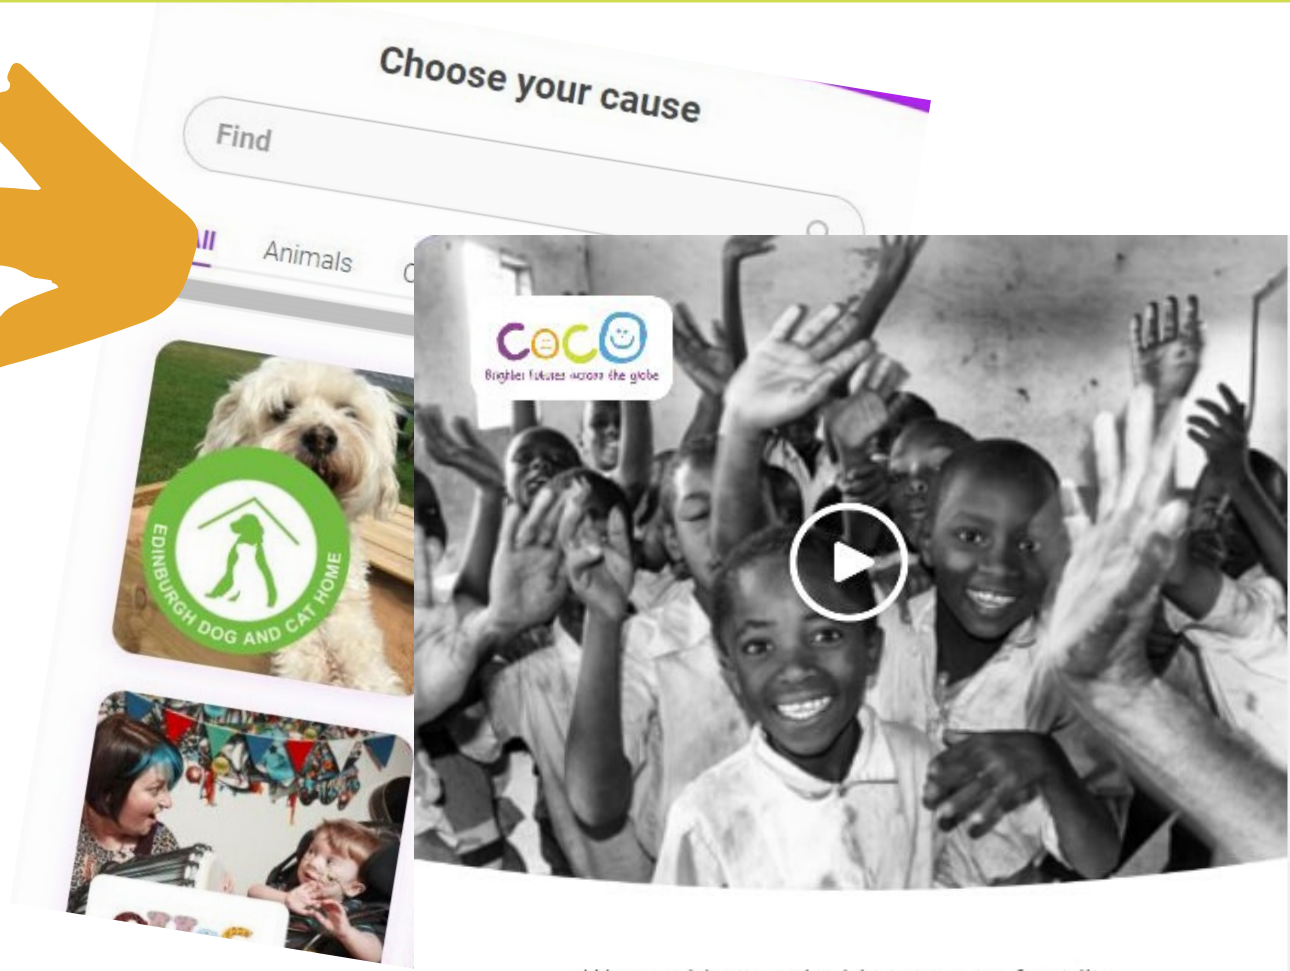 Choose your cause
Find
All
Animals
coco
Brighter futures across the globe
EDINBURGH DOG AND CAT HOME